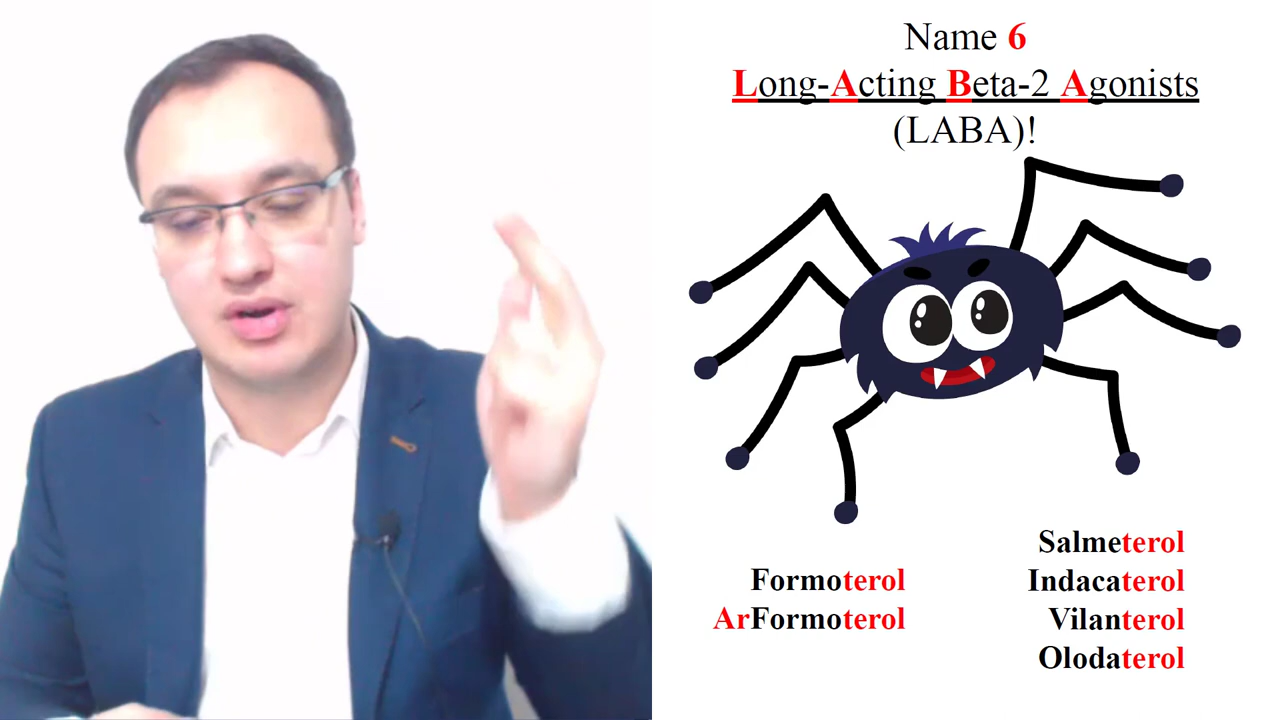 Name 6
Long-Acting Beta-2 Agonists
(LABA)!
Formoterol
ArFormoterol
Salmeterol
Indacaterol
Vilanterol
Olodaterol